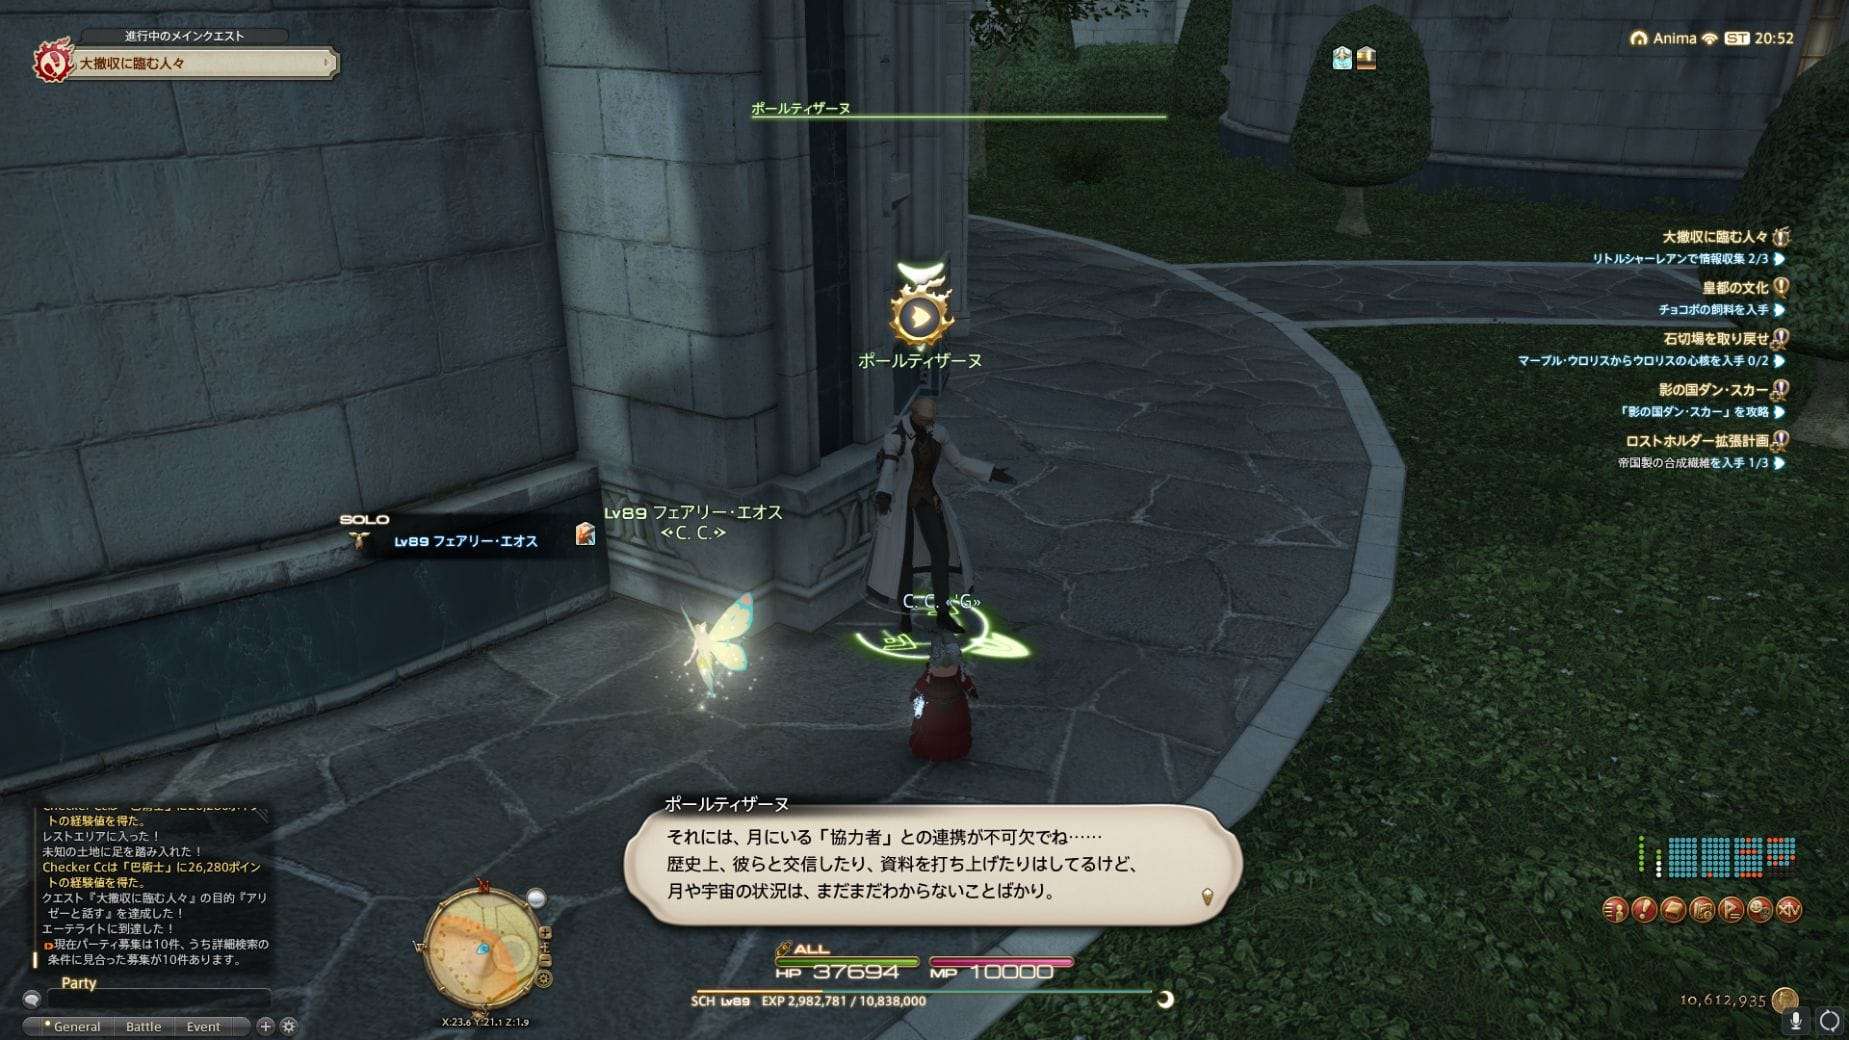 進行中のメインクエスト
大撤収に臨む人々
Anima ST 20:52
ポールティザーヌ
大撤収に臨む人々
リトルシャーレアンで情報収集 2/3
皇都の文化
チョコボの飼料を入手
石切場を取り戻せ
マーブル・ウロリスからウロリスの心核を入手 0/2
影の国ダン・スカー
「影の国ダン・スカー」を攻略
ロストホルダー拡張計画
帝国製の合成繊維を入手 1/3
ポールティザーヌ
SOLO
Lv89 フェアリー・エオス
Lv89 フェアリー・エオス
C. C.
C. C. «'G»
ポールティザーヌ
それには、月にいる「協力者」との連携が不可欠でね……
歴史上、彼らと交信したり、資料を打ち上げたりはしてるけど、
月や宇宙の状況は、まだまだわからないことばかり。
Checker Ccは「巴術士」に26,280ポイン
トの経験値を得た。
レストエリアに入った！
未知の土地に足を踏み入れた！
Checker Ccは「巴術士」に26,280ポイン
トの経験値を得た。
クエスト『大撤収に臨む人々』の目的『アリ
ゼーと話す』を達成した！
エーテライトに到達した！
現在パーティ募集は10件、うち詳細検索の
条件に見合った募集が10件あります。
Party
General Battle Event
N
W
X:23.6 Y:21.1 Z:1.9
ALL
HP 37694 MP 10000
SCH Lv89 EXP 2,982,781 / 10,838,000
XIV
10,612,935